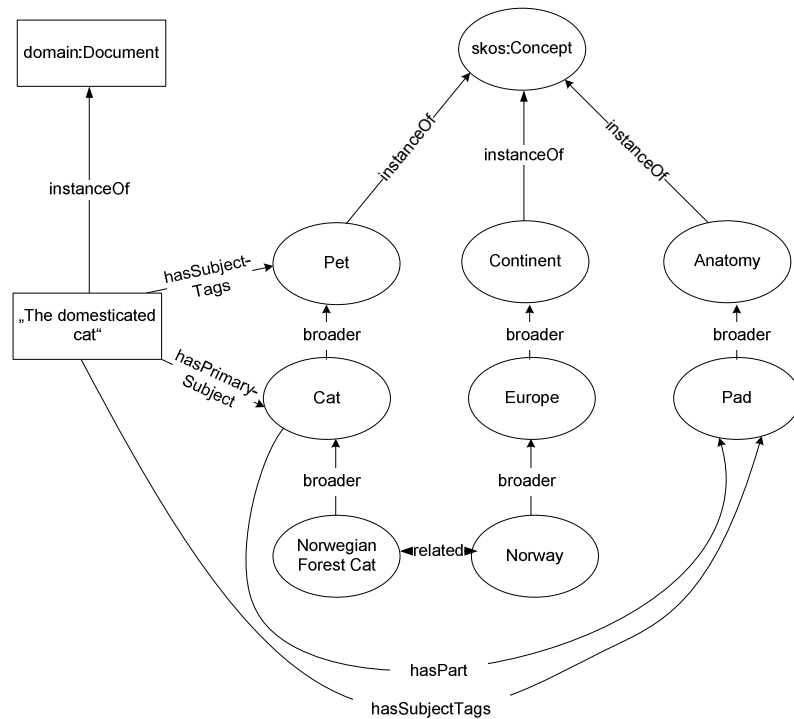 domain:Document
skos:Concept
instanceOf
instanceOf
instanceOf
instanceOf
hasSubject-
Tags
Pet
Continent
Anatomy
„The domesticated
cat“
broader
broader
broader
hasPrimary-
Subject
Cat
Europe
Pad
broader
broader
Norwegian
Forest Cat
related
Norway
hasPart
hasSubjectTags